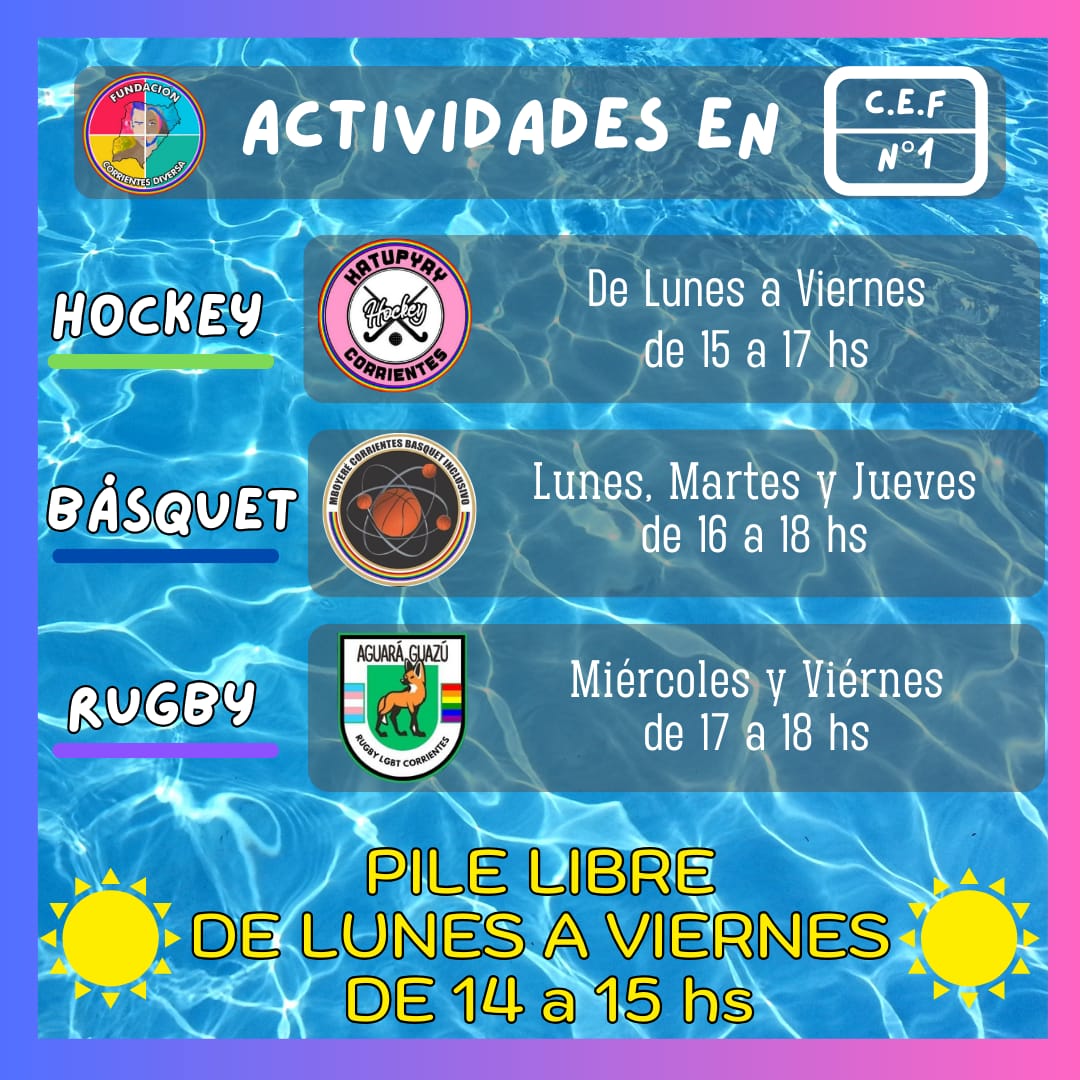 FUNDACION
CORRIENTES DIVERSA
ACTIVIDADES EN
C.E.F
N°1
HOCKEY
KATUPYRY
Hockey
CORRIENTES
De Lunes a Viernes
de 15 a 17 hs
BÁSQUET
MBOYERÉ CORRIENTES BASQUET INCLUSIVO
Lunes, Martes y Jueves
de 16 a 18 hs
RUGBY
AGUARÁ GUAZÚ
RUGBY LGBT CORRIENTES
Miércoles y Viérnes
de 17 a 18 hs
PILE LIBRE
DE LUNES A VIERNES
DE 14 a 15 hs